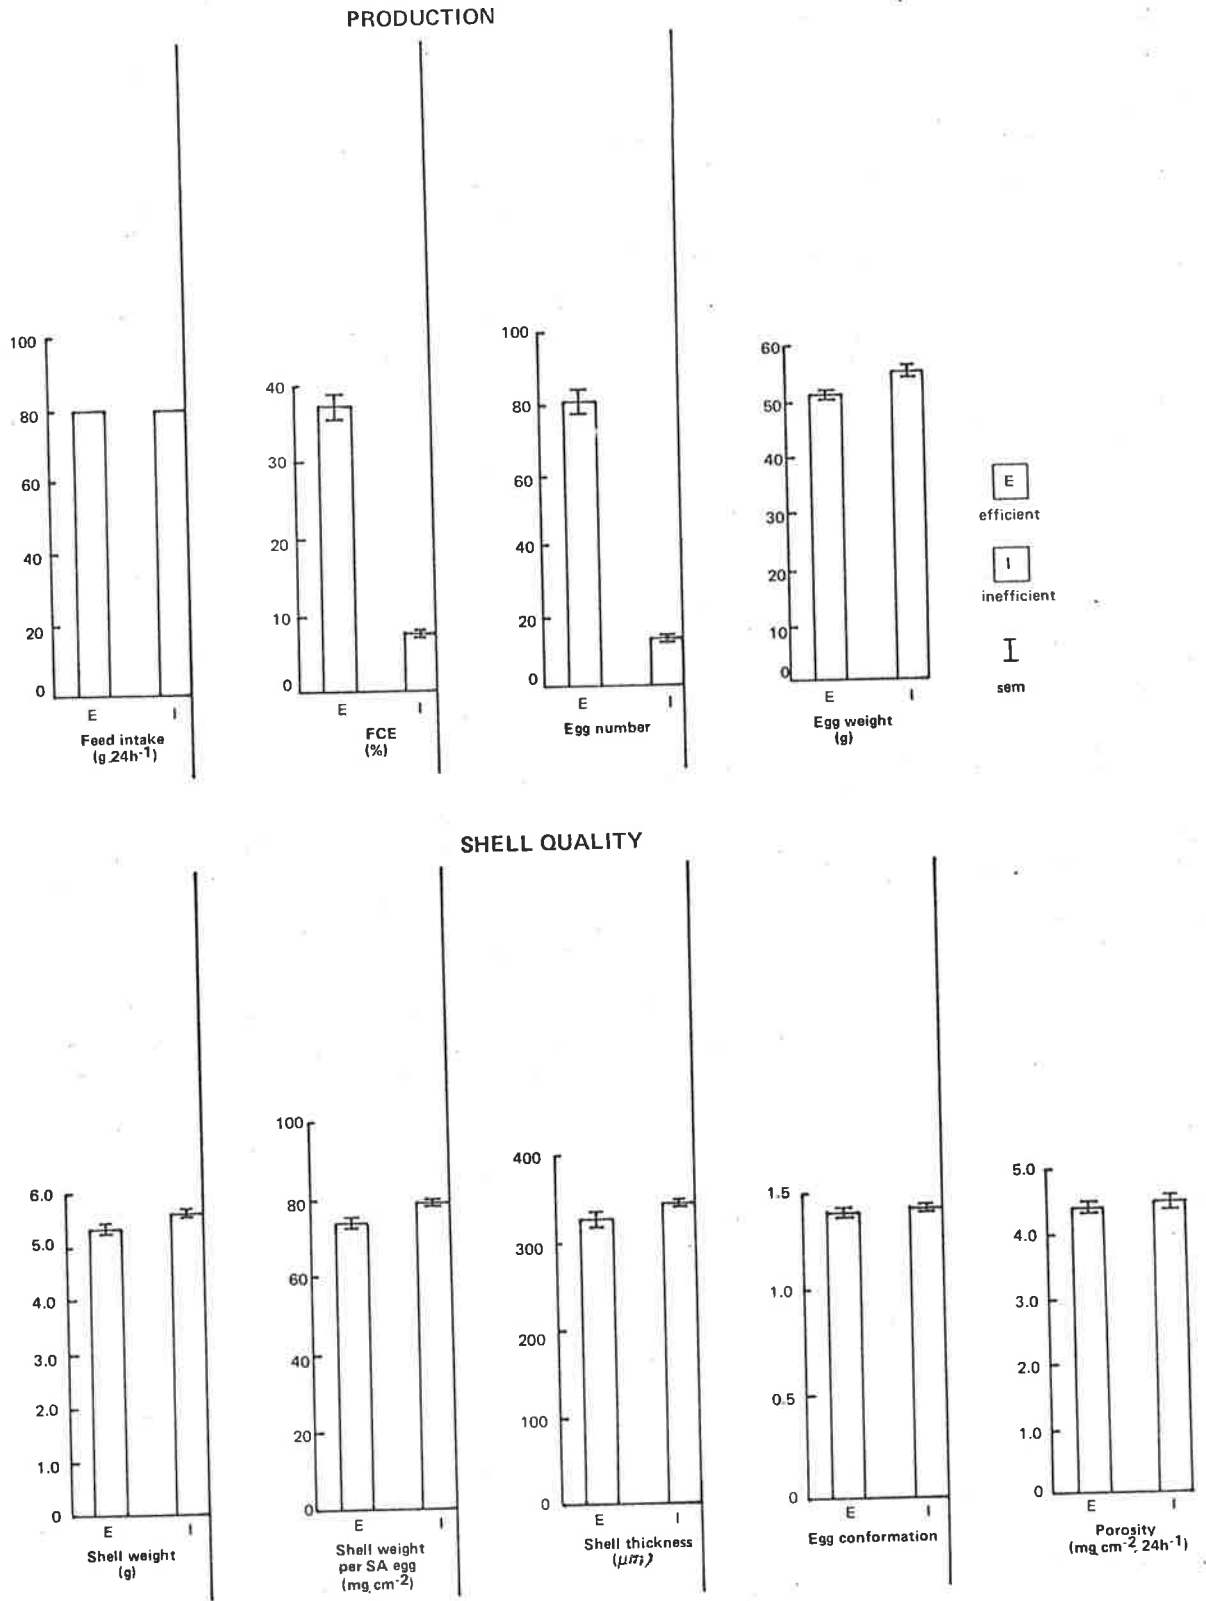 PRODUCTION
100
80
60
40
20
0
E I
Feed intake
(g.24h-1)
40
30
20
10
0
E I
FCE
(%)
100
80
60
40
20
0
E I
Egg number
60
50
40
30
20
10
0
E I
Egg weight
(g)
E
efficient
I
inefficient
sem
SHELL QUALITY
6.0
5.0
4.0
3.0
2.0
1.0
0
E I
Shell weight
(g)
100
80
60
40
20
0
E I
Shell weight
per SA egg
(mg.cm-2)
400
300
200
100
0
E I
Shell thickness
(μm)
1.5
1.0
0.5
0
E I
Egg conformation
5.0
4.0
3.0
2.0
1.0
0
E I
Porosity
(mg.cm-2.24h-1)